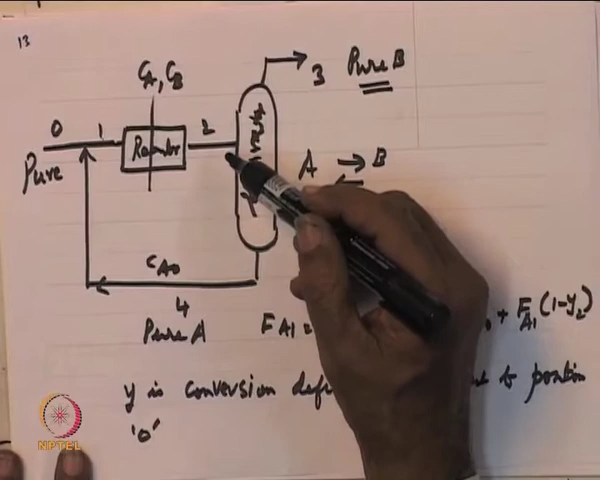 13
CA, CB
3 Pure B
0 1 Reactor 2
Pure
A → B
CA0
4
Pure A FA1 = + FA1 (1-y2)
y is conversion
position
'0'
NPTEL